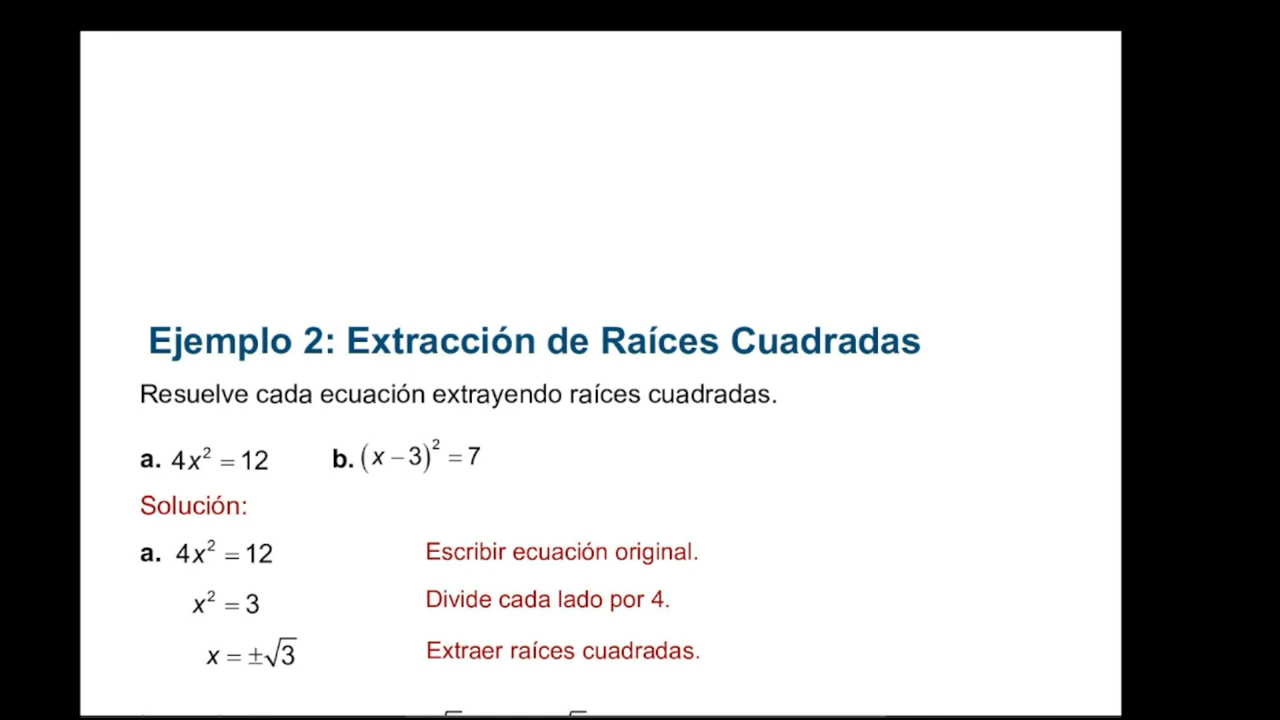 Ejemplo 2: Extracción de Raíces Cuadradas
Resuelve cada ecuación extrayendo raíces cuadradas.
a. 4x² = 12 b. (x − 3)² = 7
Solución:
a. 4x² = 12 Escribir ecuación original.
x² = 3 Divide cada lado por 4.
x = ±√3 Extraer raíces cuadradas.